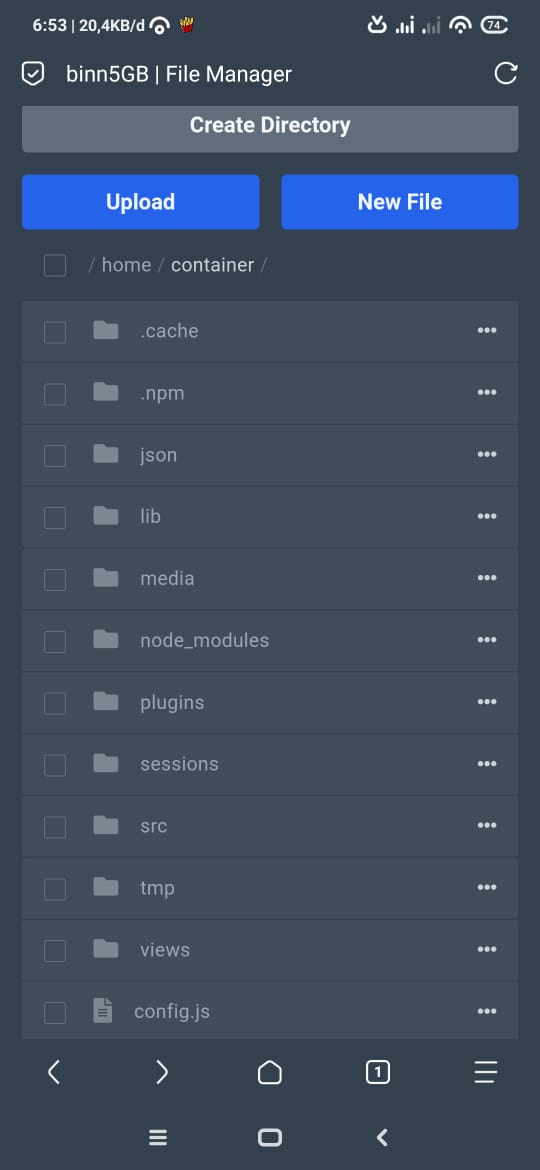 6:53 | 20,4KB/d
74
binn5GB | File Manager
Create Directory
Upload
New File
/ home / container /
.cache
.npm
json
lib
media
node_modules
plugins
sessions
src
tmp
views
config.js
1